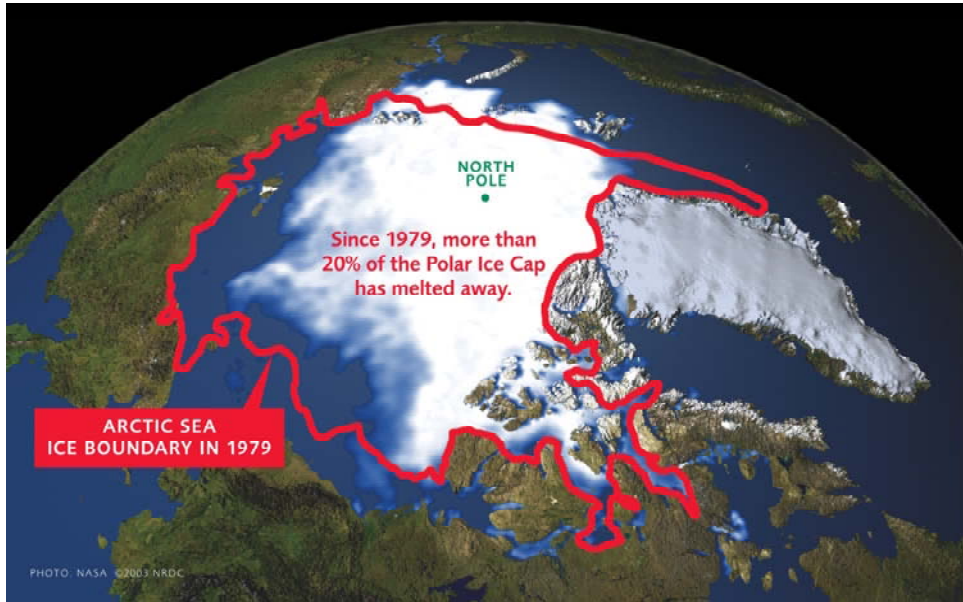 NORTH
POLE
Since 1979, more than
20% of the Polar Ice Cap
has melted away.
ARCTIC SEA
ICE BOUNDARY IN 1979
PHOTO: NASA ©2003 NRDC